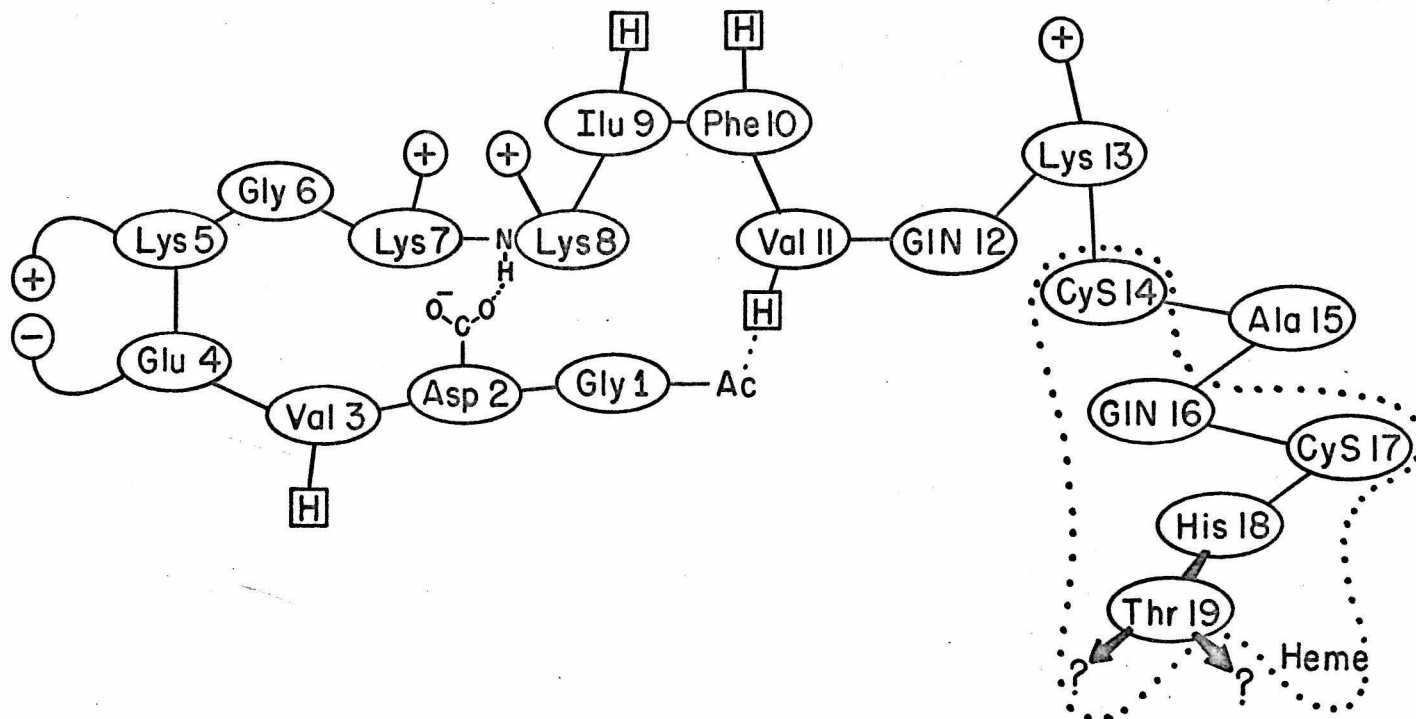 H H
+
Ilu 9 Phe 10
Lys 13
+ +
Gly 6
Lys 5 Lys 7 N Lys 8 Val 11 GlN 12
H
+
CyS 14
O⁻ C O H
Ala 15
−
Glu 4
Asp 2 Gly 1 Ac
Val 3
GlN 16
CyS 17
H
His 18
Thr 19
Heme
? ?